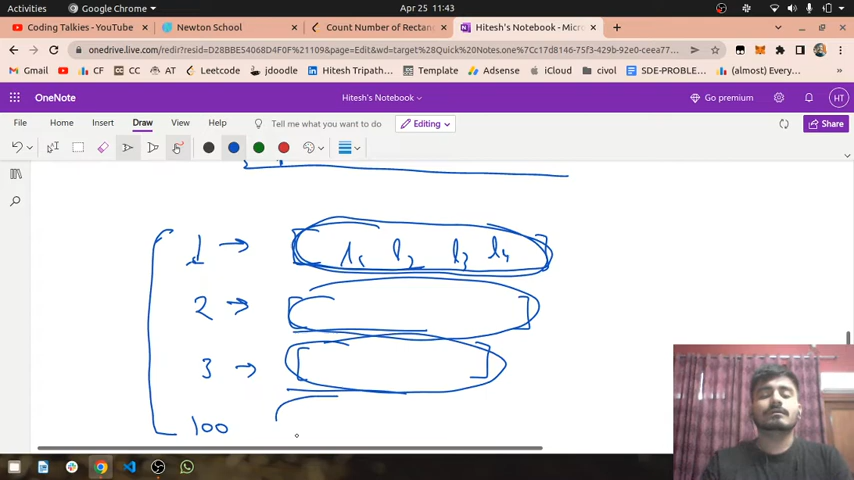 Google Chrome
Apr 25 11:43
Coding Talkies - YouTube
Newton School
Count Number of Rectan
Hitesh's Notebook - Micro
onedrive.live.com/redir?resid=D28BBE54068D4F0F%21109&page=Edit&wd=target%28Quick%20Notes.one%7Cc17d8146-75f3-429b-92e0-ceea77...
Gmail
CF
CC
AC
Leetcode
jdoodle
Hitesh Tripath...
Template
Adsense
iCloud
civol
SDE-PROBLE...
(almost) Every...
OneNote
Hitesh's Notebook
Go premium
HT
File
Home
Insert
Draw
View
Help
Tell me what you want to do
Editing
Share
1 → [ l1 l2 l3 l4 ]
2 → [ ]
3 → [ ]
100